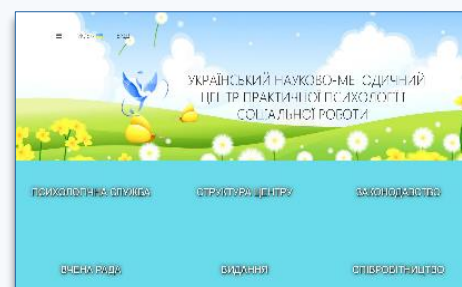 УКРАЇНСЬКИЙ НАУКОВО-МЕТОДИЧНИЙ
ЦЕНТР ПРАКТИЧНОЇ ПСИХОЛОГІЇ
СОЦІАЛЬНОЇ РОБОТИ
ПСИХОЛОГІЧНА СЛУЖБА СТРУКТУРА ЦЕНТРУ ЗАКОНОДАВСТВО
ВЧЕНА РАДА ВИДАННЯ СПІВРОБІТНИЦТВО